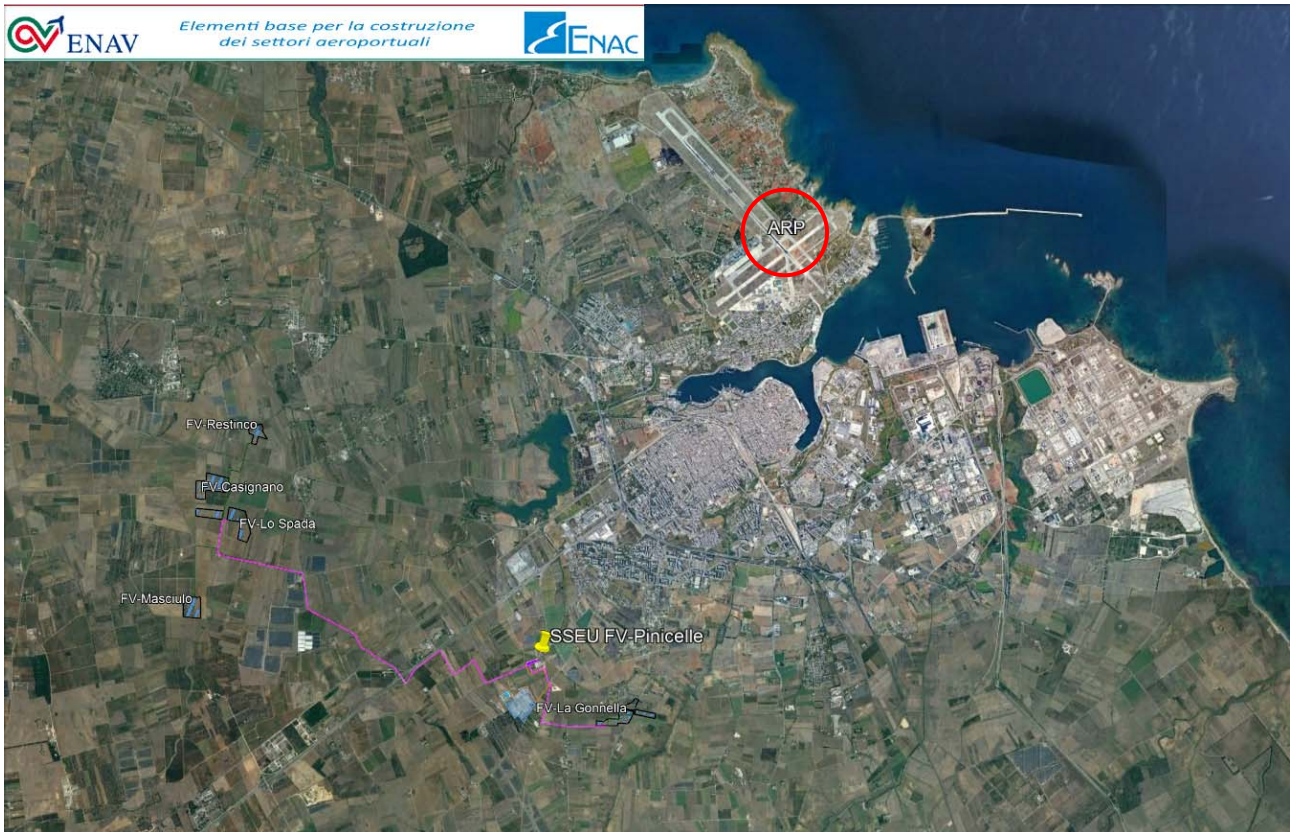 ENAV
Elementi base per la costruzione
dei settori aeroportuali
ENAC
ARP
FV-Restinco
FV-Casignano
FV-Lo Spada
FV-Masciulo
SSEU FV-Pinicelle
FV-La Gonnella